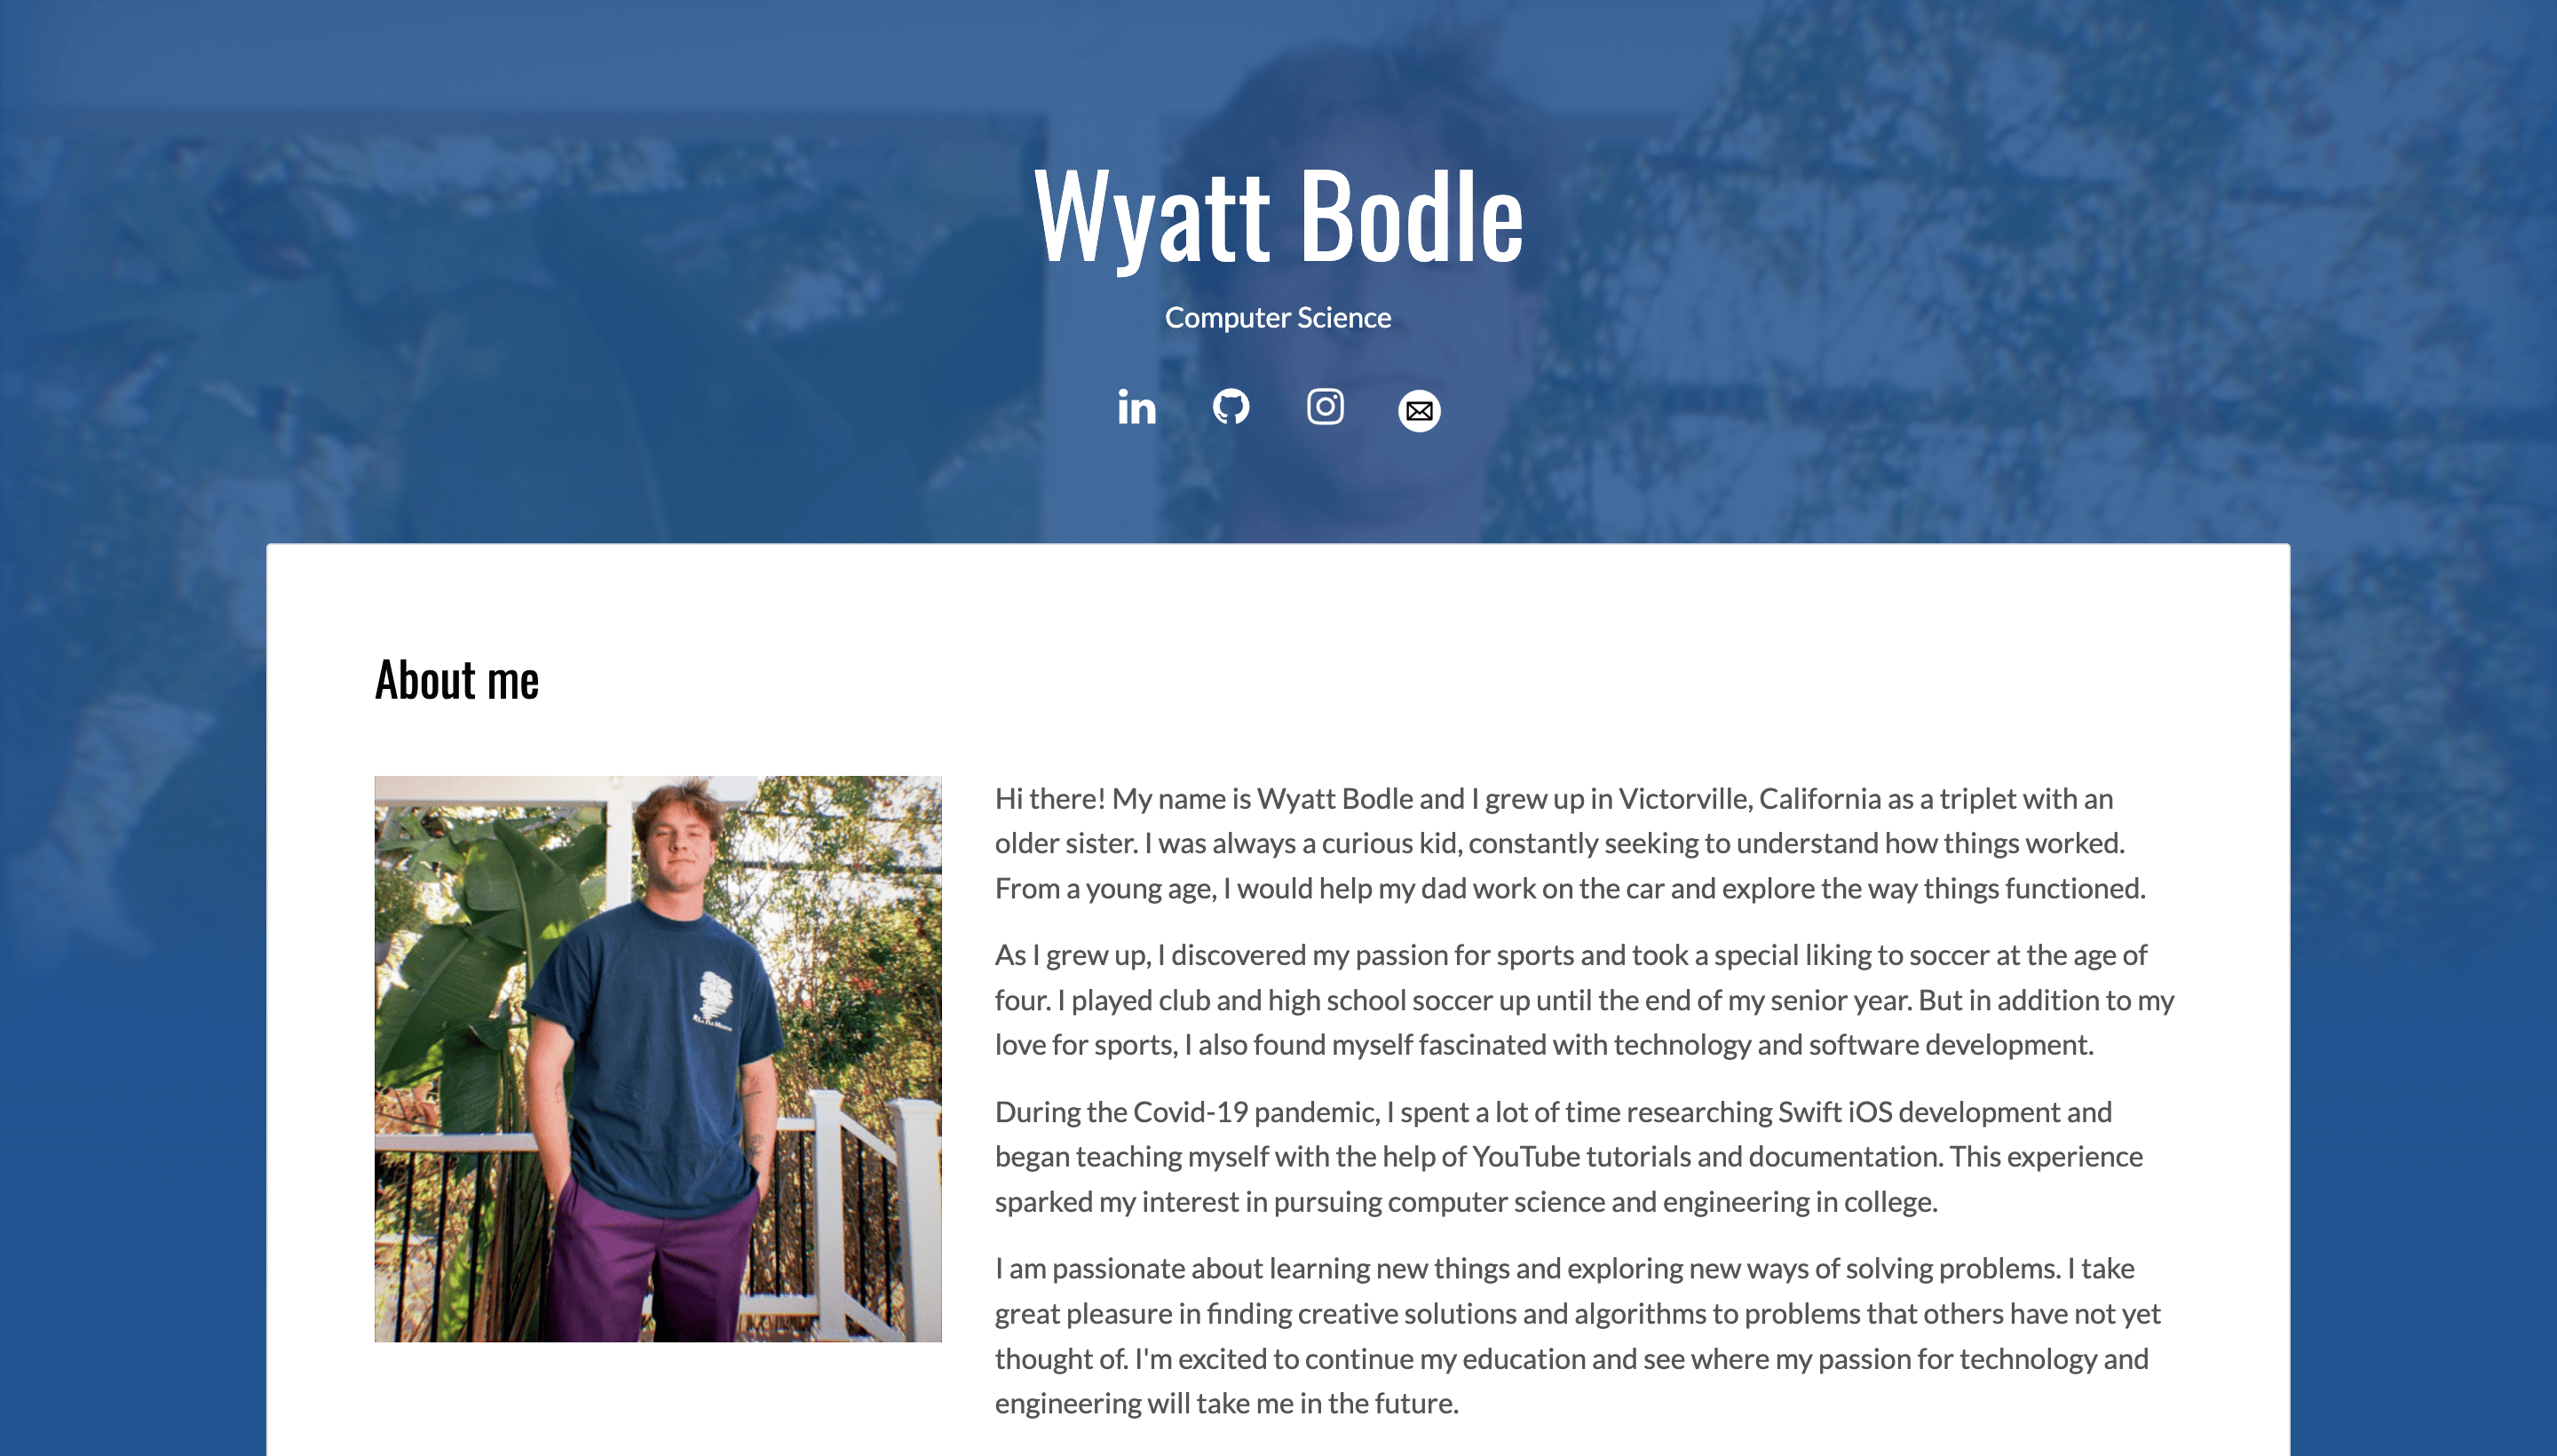 Wyatt Bodle
Computer Science
in
About me
Hi there! My name is Wyatt Bodle and I grew up in Victorville, California as a triplet with an
older sister. I was always a curious kid, constantly seeking to understand how things worked.
From a young age, I would help my dad work on the car and explore the way things functioned.
As I grew up, I discovered my passion for sports and took a special liking to soccer at the age of
four. I played club and high school soccer up until the end of my senior year. But in addition to my
love for sports, I also found myself fascinated with technology and software development.
During the Covid-19 pandemic, I spent a lot of time researching Swift iOS development and
began teaching myself with the help of YouTube tutorials and documentation. This experience
sparked my interest in pursuing computer science and engineering in college.
I am passionate about learning new things and exploring new ways of solving problems. I take
great pleasure in finding creative solutions and algorithms to problems that others have not yet
thought of. I'm excited to continue my education and see where my passion for technology and
engineering will take me in the future.